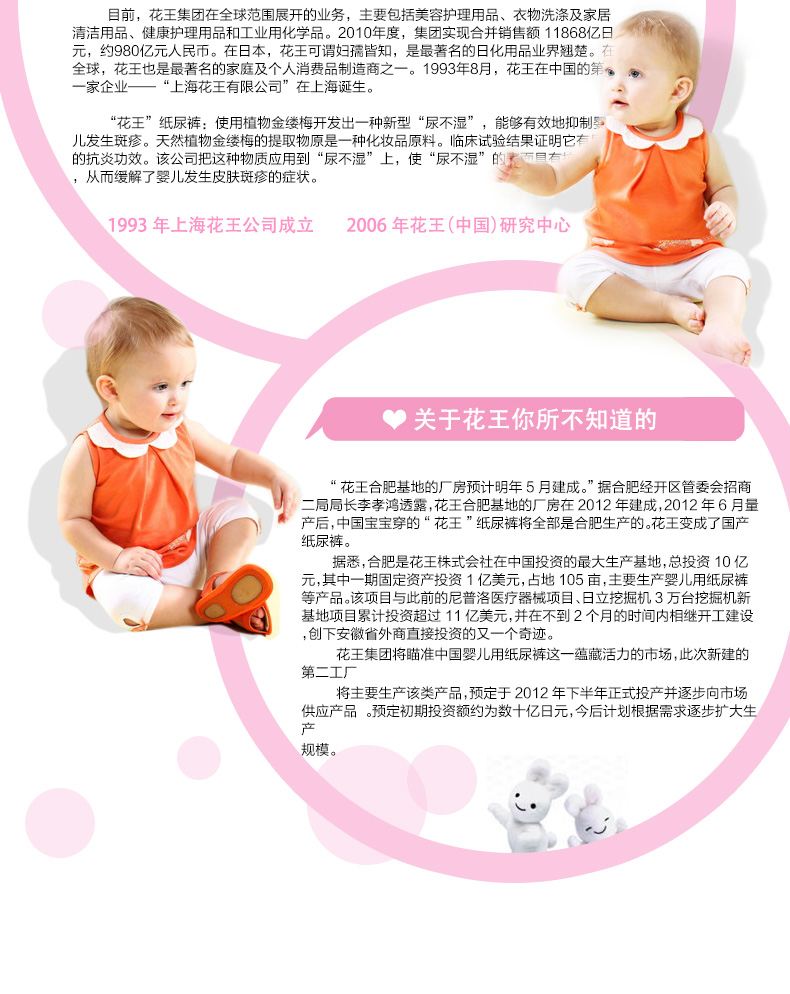 目前，花王集团在全球范围展开的业务，主要包括美容护理用品、衣物洗涤及家居
清洁用品、健康护理用品和工业用化学品。2010年度，集团实现合并销售额 11868亿日
元，约980亿元人民币。在日本，花王可谓妇孺皆知，是最著名的日化用品业界翘楚。在
全球，花王也是最著名的家庭及个人消费品制造商之一。1993年8月，花王在中国的第
一家企业——“上海花王有限公司”在上海诞生。
“花王”纸尿裤：使用植物金缕梅开发出一种新型“尿不湿”，能够有效地抑制婴
儿发生斑疹。天然植物金缕梅的提取物原是一种化妆品原料。临床试验结果证明它有
的抗炎功效。该公司把这种物质应用到“尿不湿”上，使“尿不湿”的表面具有
，从而缓解了婴儿发生皮肤斑疹的症状。
1993 年上海花王公司成立 2006 年花王（中国）研究中心
关于花王你所不知道的
“ 花王合肥基地的厂房预计明年 5 月建成。”据合肥经开区管委会招商
二局局长李孝鸿透露，花王合肥基地的厂房在 2012 年建成，2012 年 6 月量
产后，中国宝宝穿的“ 花王 ”纸尿裤将全部是合肥生产的。花王变成了国产
纸尿裤。
据悉，合肥是花王株式会社在中国投资的最大生产基地，总投资 10 亿
元，其中一期固定资产投资 1 亿美元，占地 105 亩，主要生产婴儿用纸尿裤
等产品。该项目与此前的尼普洛医疗器械项目、日立挖掘机 3 万台挖掘机新
基地项目累计投资超过 11 亿美元，并在不到 2 个月的时间内相继开工建设
，创下安徽省外商直接投资的又一个奇迹。
花王集团将瞄准中国婴儿用纸尿裤这一蕴藏活力的市场，此次新建的
第二工厂
将主要生产该类产品，预定于 2012 年下半年正式投产并逐步向市场
供应产品 。预定初期投资额约为数十亿日元，今后计划根据需求逐步扩大生
产
规模。